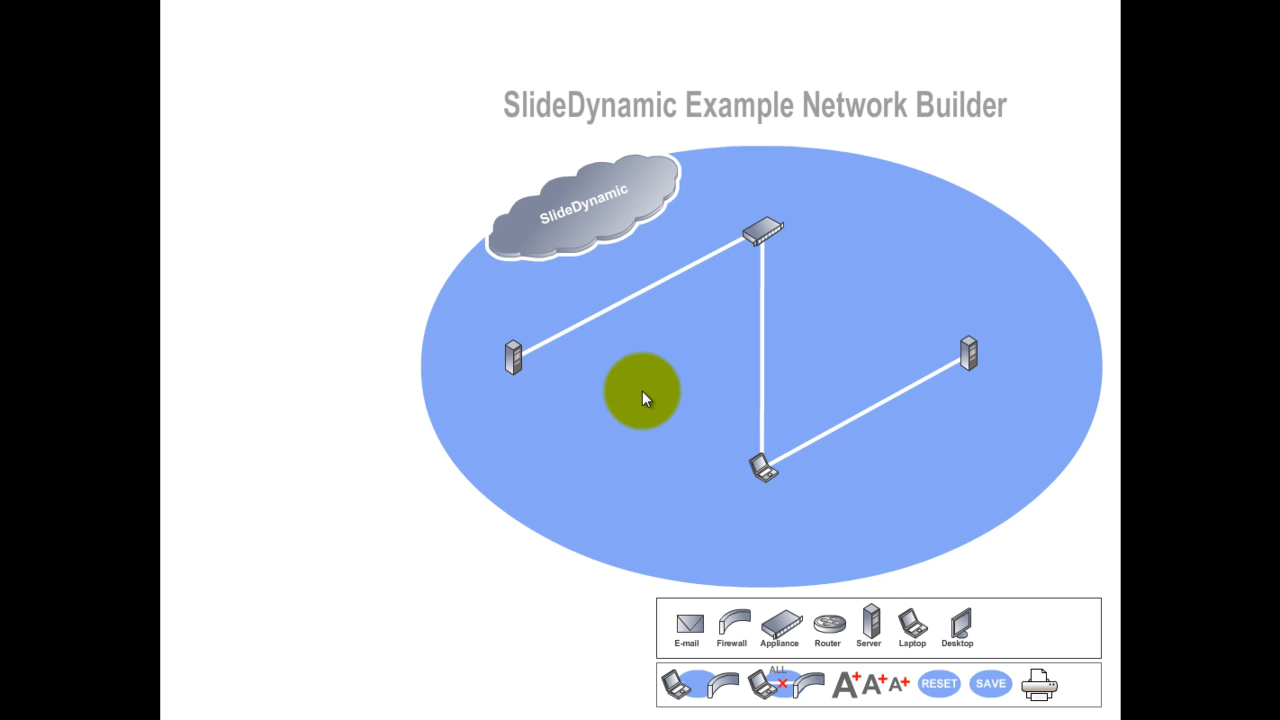 SlideDynamic Example Network Builder
SlideDynamic
E-mail Firewall Appliance Router Server Laptop Desktop
ALL
A+ A+ A+ RESET SAVE